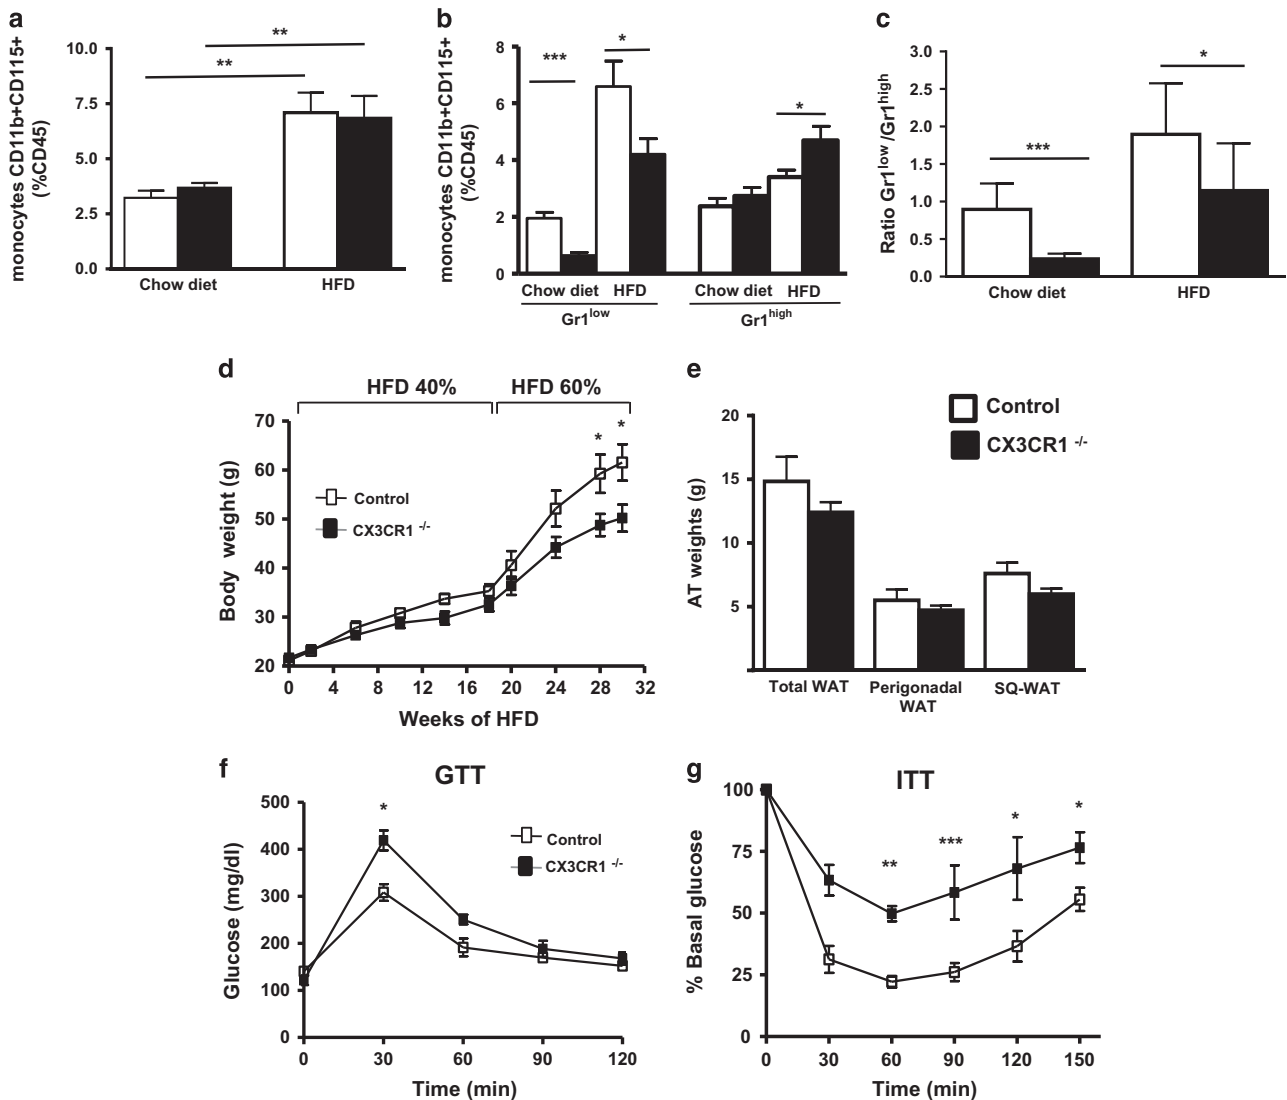 a
monocytes CD11b+CD115+
(%CD45)
10.0
7.5
5.0
2.5
0.0
**
**
Chow diet
HFD
b
monocytes CD11b+CD115+
(%CD45)
8
6
4
2
0
***
*
*
Chow diet
HFD
Chow diet
HFD
Gr1low
Gr1high
c
Ratio Gr1low/Gr1high
3.0
2.5
2.0
1.5
1.0
0.5
0.0
***
*
Chow diet
HFD
d
HFD 40%
HFD 60%
Body weight (g)
70
60
50
40
30
20
* *
Control
CX3CR1 -/-
0 4 8 12 16 20 24 28 32
Weeks of HFD
e
AT weights (g)
20
15
10
5
Control
CX3CR1 -/-
Total WAT
Perigonadal
WAT
SQ-WAT
f
GTT
Glucose (mg/dl)
500
400
300
200
100
0
*
Control
CX3CR1 -/-
0 30 60 90 120
Time (min)
g
ITT
% Basal glucose
100
75
50
25
0
** *** * *
0 30 60 90 120 150
Time (min)